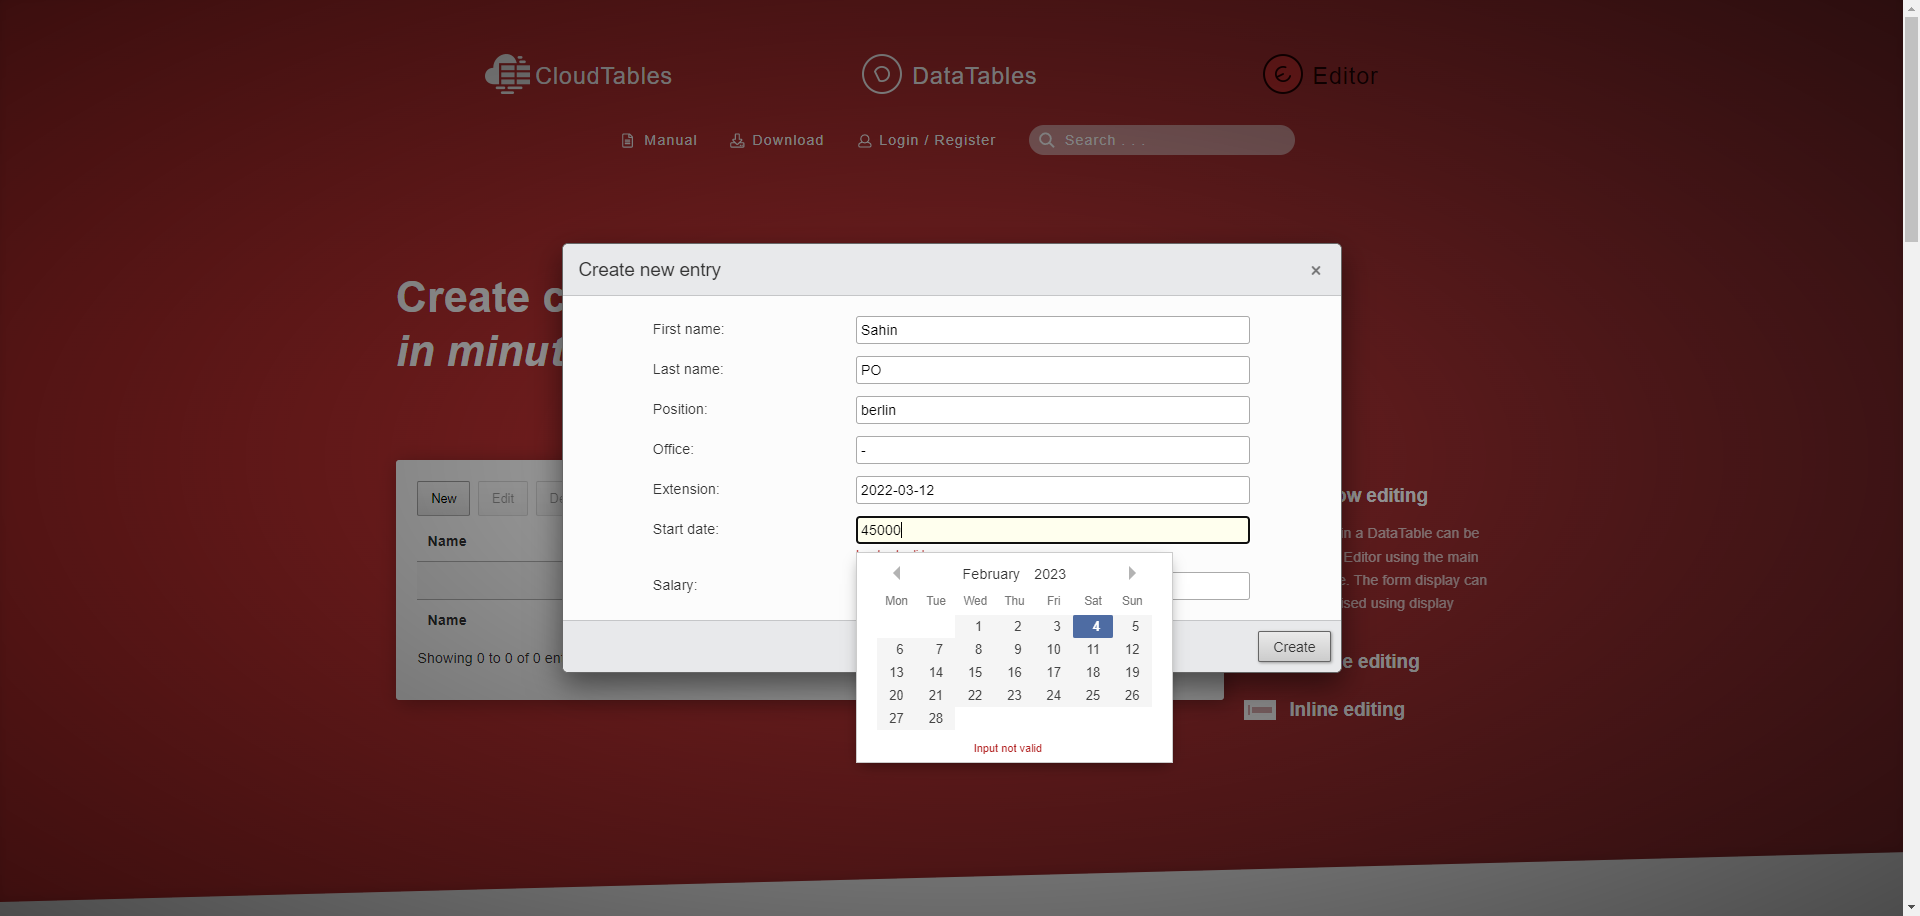 CloudTables
DataTables
Editor
Manual
Download
Login / Register
Search . . .
Create
in minut
Create new entry
×
First name:
Sahin
Last name:
PO
Position:
berlin
Office:
-
Extension:
2022-03-12
Start date:
45000
Salary:
February 2023
Mon Tue Wed Thu Fri Sat Sun
1 2 3 4 5
6 7 8 9 10 11 12
13 14 15 16 17 18 19
20 21 22 23 24 25 26
27 28
Input not valid
Create
New
Edit
De
Name
Name
Showing 0 to 0 of 0 en
ow editing
in a DataTable can be
Editor using the main
e. The form display can
sed using display
e editing
Inline editing